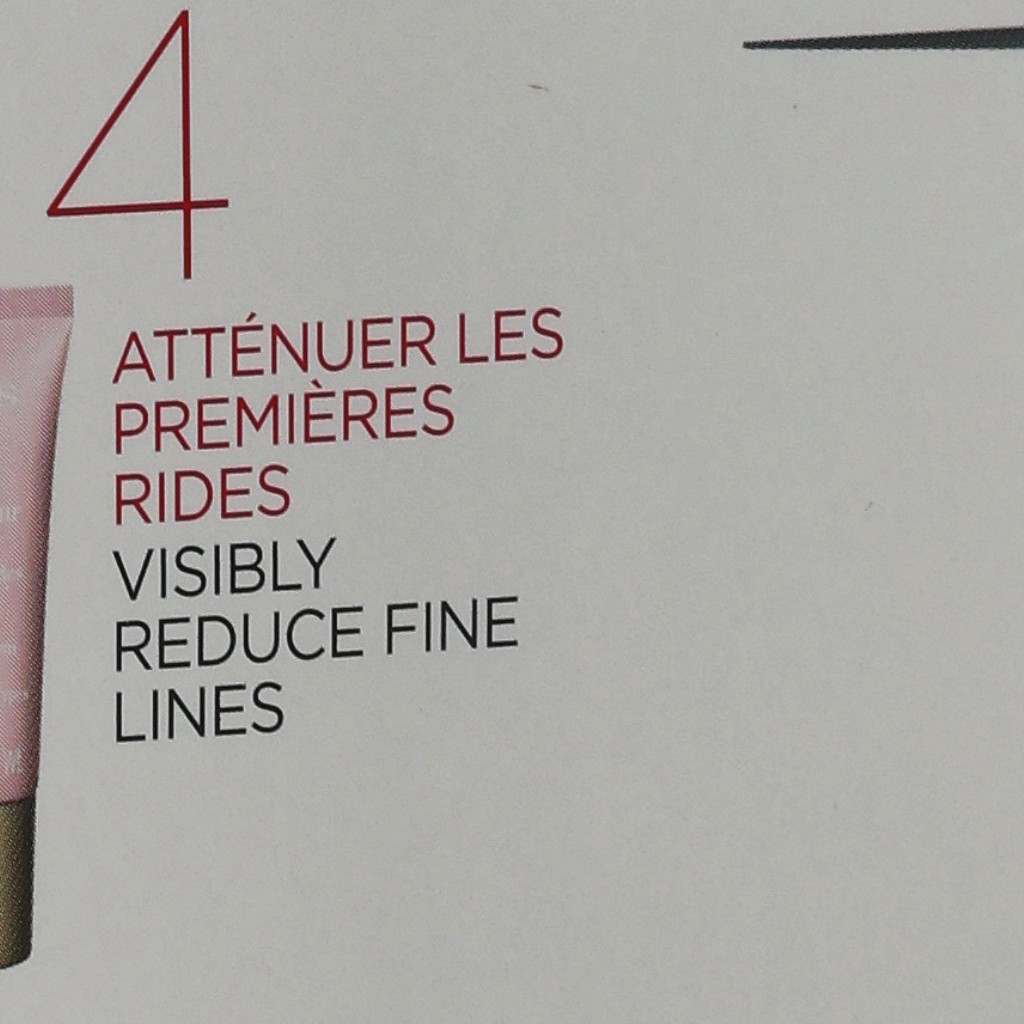 4
ATTÉNUER LES
PREMIÈRES
RIDES
VISIBLY
REDUCE FINE
LINES